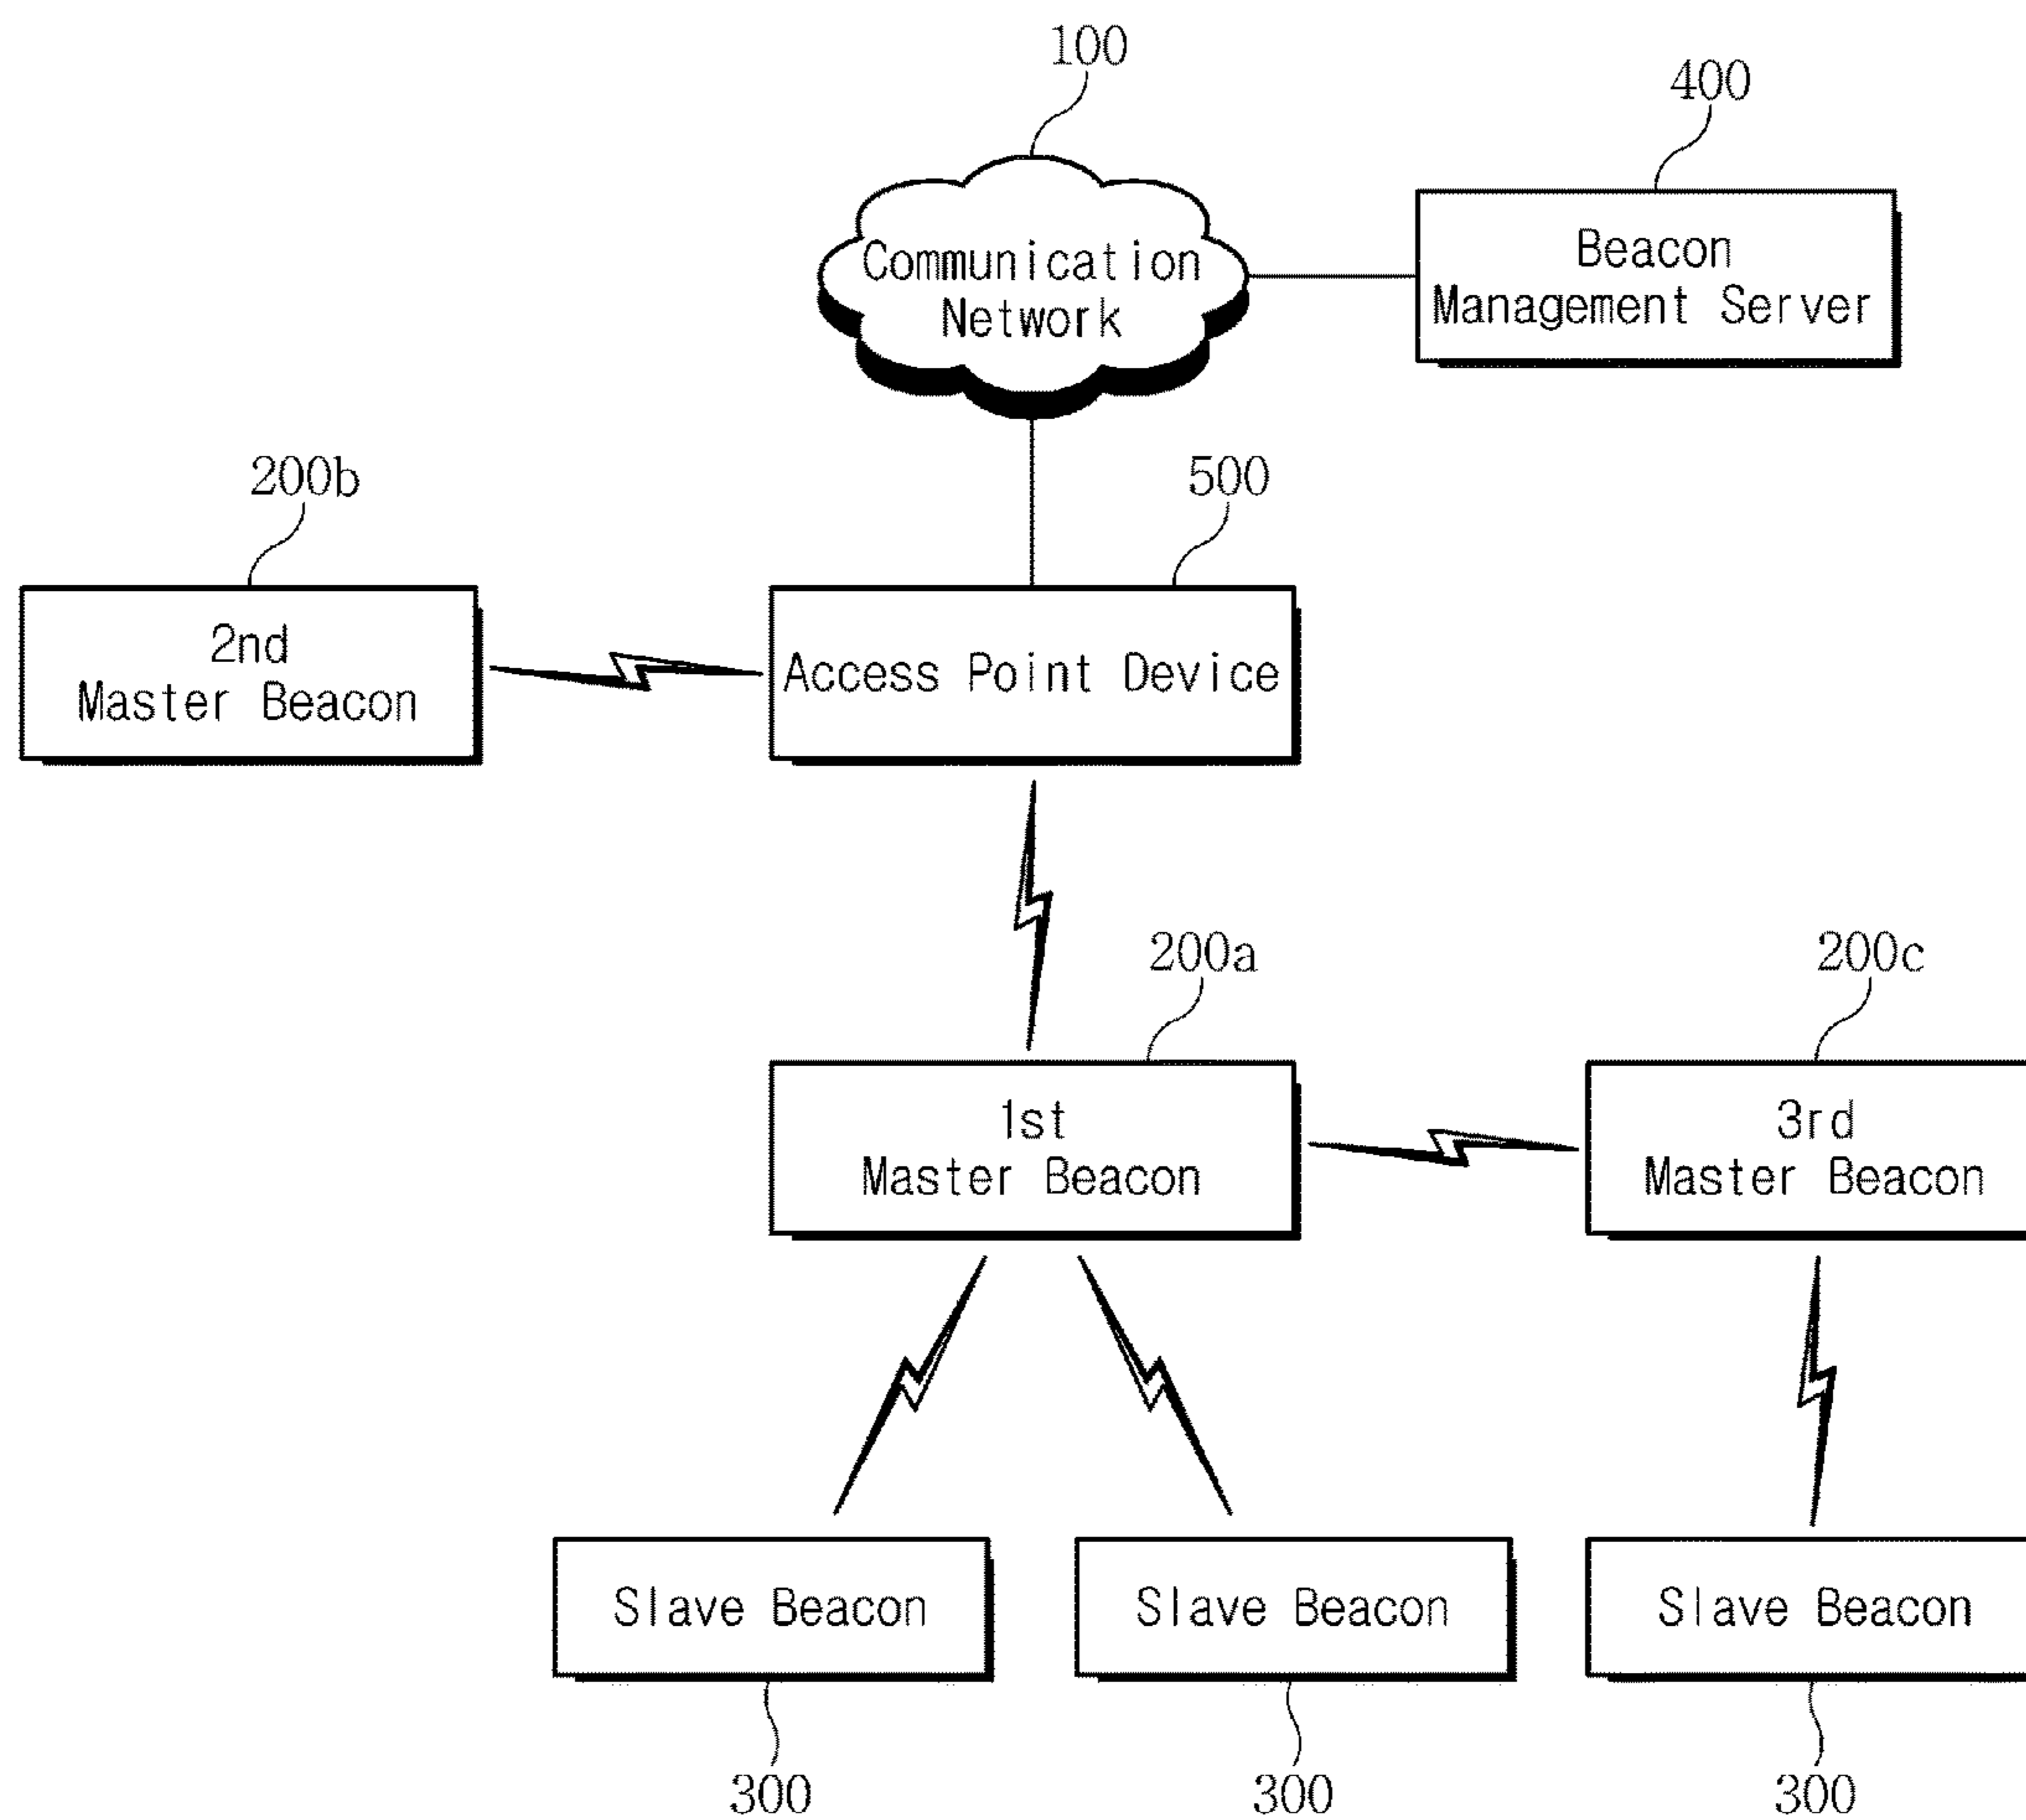 100
400
Communication
Network
Beacon
Management Server
200b
500
2nd
Master Beacon
Access Point Device
200a
200c
1st
Master Beacon
3rd
Master Beacon
Slave Beacon
Slave Beacon
Slave Beacon
300
300
300